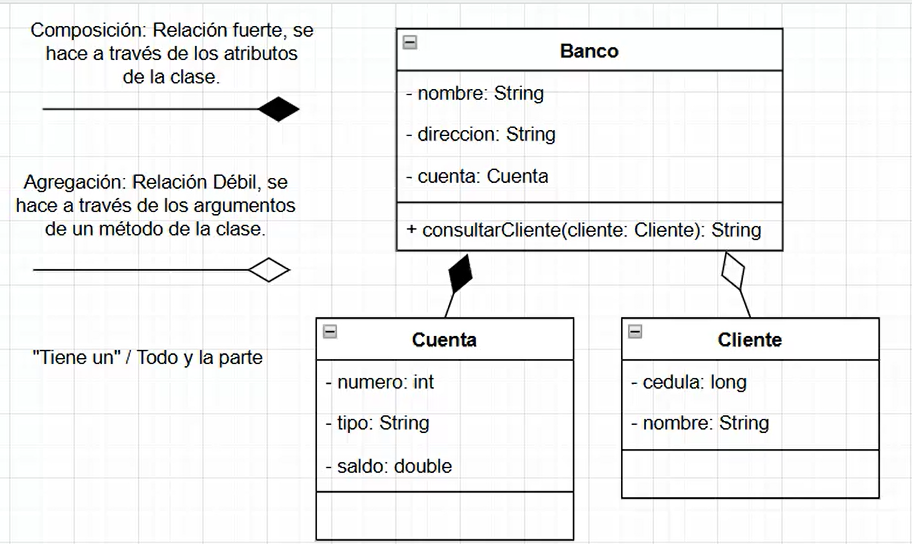 Composición: Relación fuerte, se
hace a través de los atributos
de la clase.
Agregación: Relación Débil, se
hace a través de los argumentos
de un método de la clase.
"Tiene un" / Todo y la parte
Banco
- nombre: String
- direccion: String
- cuenta: Cuenta
+ consultarCliente(cliente: Cliente): String
Cuenta
- numero: int
- tipo: String
- saldo: double
Cliente
- cedula: long
- nombre: String